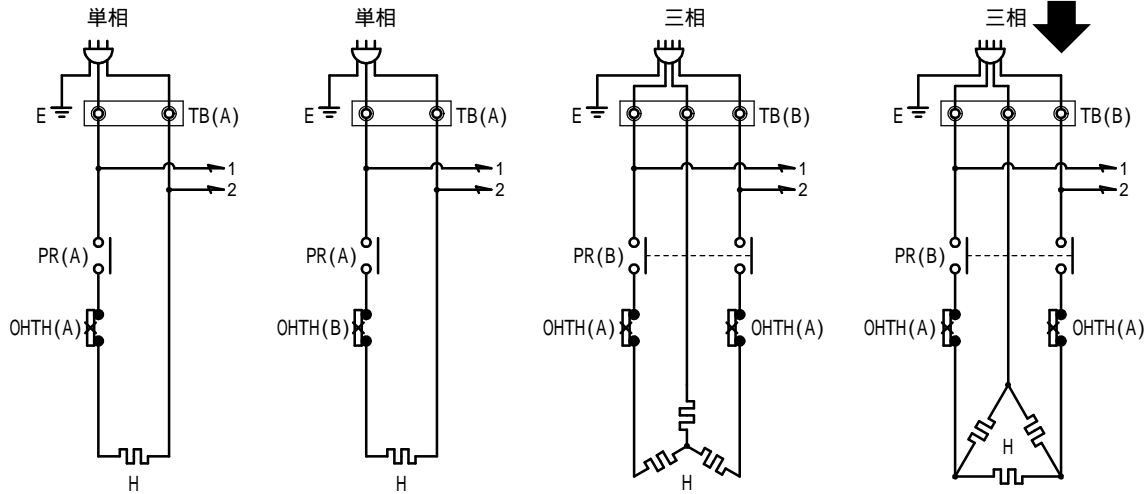 単相
E
TB(A)
1
2
PR(A)
OHTH(A)
H
単相
E
TB(A)
1
2
PR(A)
OHTH(B)
H
三相
E
TB(B)
1
2
PR(B)
OHTH(A)
OHTH(A)
H
三相
E
TB(B)
1
2
PR(B)
OHTH(A)
OHTH(A)
H